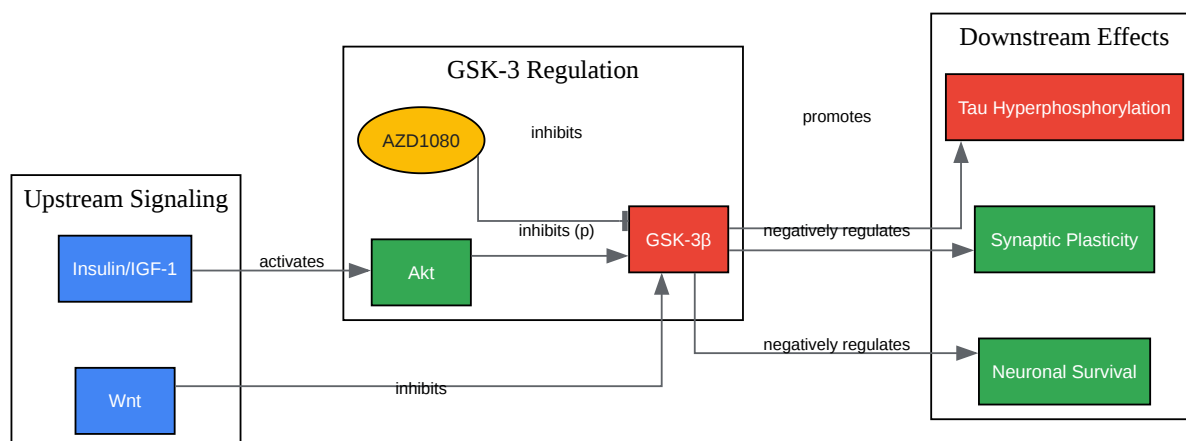 Downstream Effects
GSK-3 Regulation
Tau Hyperphosphorylation
promotes
AZD1080
inhibits
Upstream Signaling
inhibits (p)
GSK-3β
negatively regulates
Synaptic Plasticity
Insulin/IGF-1
activates
Akt
negatively regulates
Neuronal Survival
Wnt
inhibits